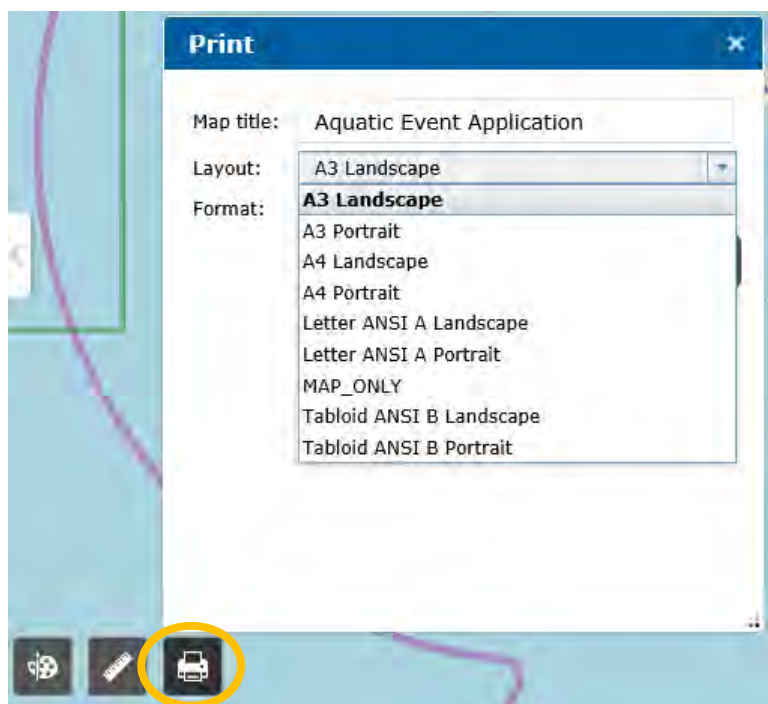 Print
Map title: Aquatic Event Application
Layout: A3 Landscape
Format: A3 Landscape
A3 Portrait
A4 Landscape
A4 Portrait
Letter ANSI A Landscape
Letter ANSI A Portrait
MAP_ONLY
Tabloid ANSI B Landscape
Tabloid ANSI B Portrait